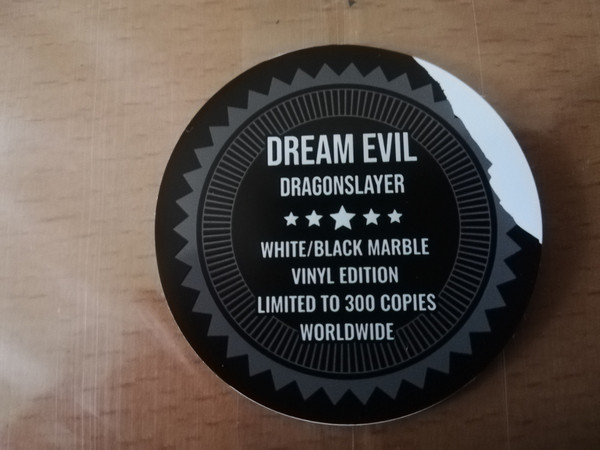 DREAM EVIL
DRAGONSLAYER
WHITE/BLACK MARBLE
VINYL EDITION
LIMITED TO 300 COPIES
WORLDWIDE